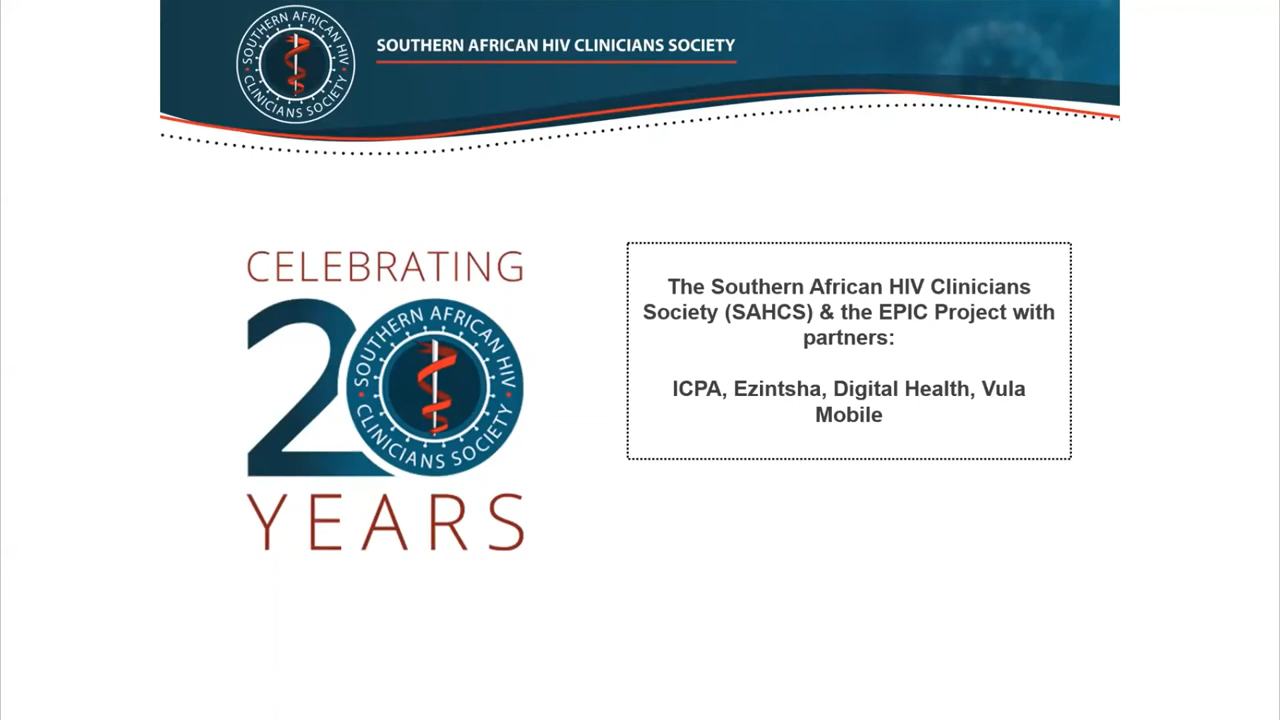 SOUTHERN AFRICAN HIV
CLINICIANS SOCIETY
SOUTHERN AFRICAN HIV CLINICIANS SOCIETY
CELEBRATING
20
SOUTHERN AFRICAN HIV
CLINICIANS SOCIETY
YEARS
The Southern African HIV Clinicians
Society (SAHCS) & the EPIC Project with
partners:
ICPA, Ezintsha, Digital Health, Vula
Mobile